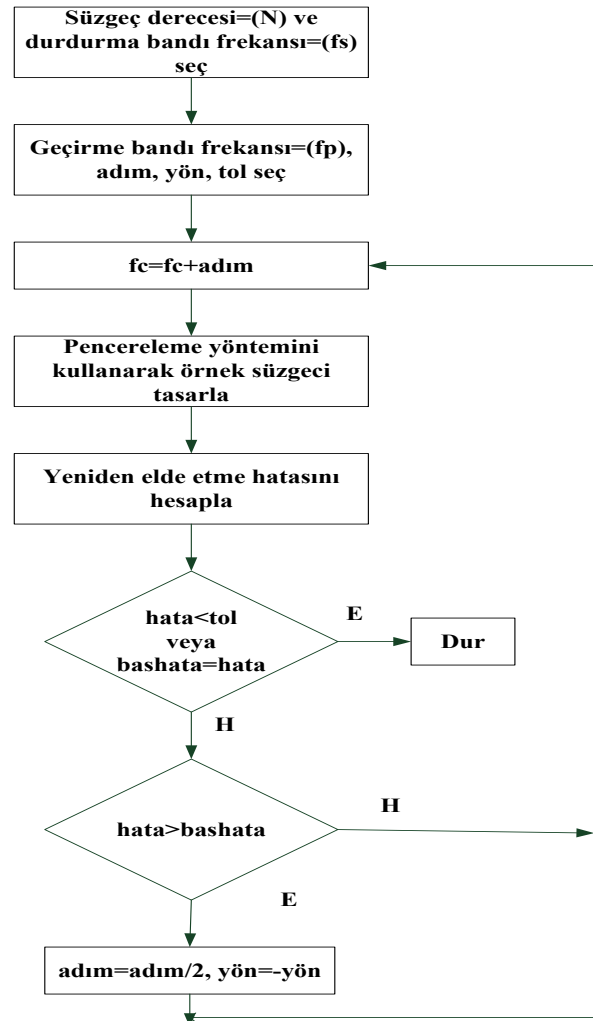 Süzgeç derecesi=(N) ve
durdurma bandı frekansı=(fs)
seç
Geçirme bandı frekansı=(fp),
adım, yön, tol seç
fc=fc+adım
Pencereleme yöntemini
kullanarak örnek süzgeci
tasarla
Yeniden elde etme hatasını
hesapla
hata<tol
veya
bashata=hata
E
Dur
H
hata>bashata
H
E
adım=adım/2, yön=-yön